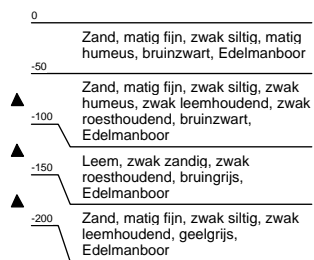 0
Zand, matig fijn, zwak siltig, matig
humeus, bruinzwart, Edelmanboor
-50
Zand, matig fijn, zwak siltig, zwak
humeus, zwak leemhoudend, zwak
roesthoudend, bruinzwart,
Edelmanboor
-100
Leem, zwak zandig, zwak
roesthoudend, bruingrijs,
Edelmanboor
-150
Zand, matig fijn, zwak siltig, zwak
leemhoudend, geelgrijs,
Edelmanboor
-200